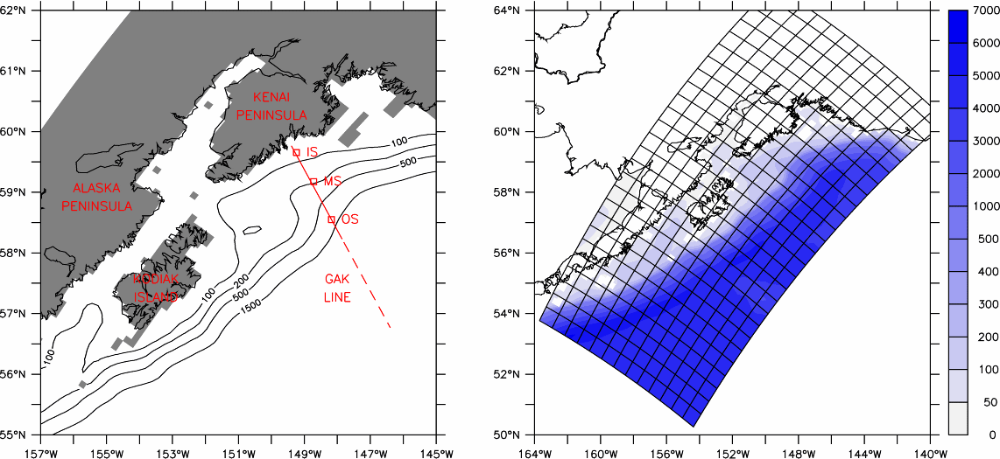 62°N
61°N
60°N
59°N
58°N
57°N
56°N
55°N
157°W
155°W
153°W
151°W
149°W
147°W
145°W
KENAI
PENINSULA
ALASKA
PENINSULA
KODIAK
ISLAND
IS
MS
OS
GAK
LINE
100
500
100
200
500
1500
100
64°N
62°N
60°N
58°N
56°N
54°N
52°N
50°N
164°W
160°W
156°W
152°W
148°W
144°W
140°W
7000
6000
5000
4000
3000
2000
1000
500
400
300
200
100
50
0